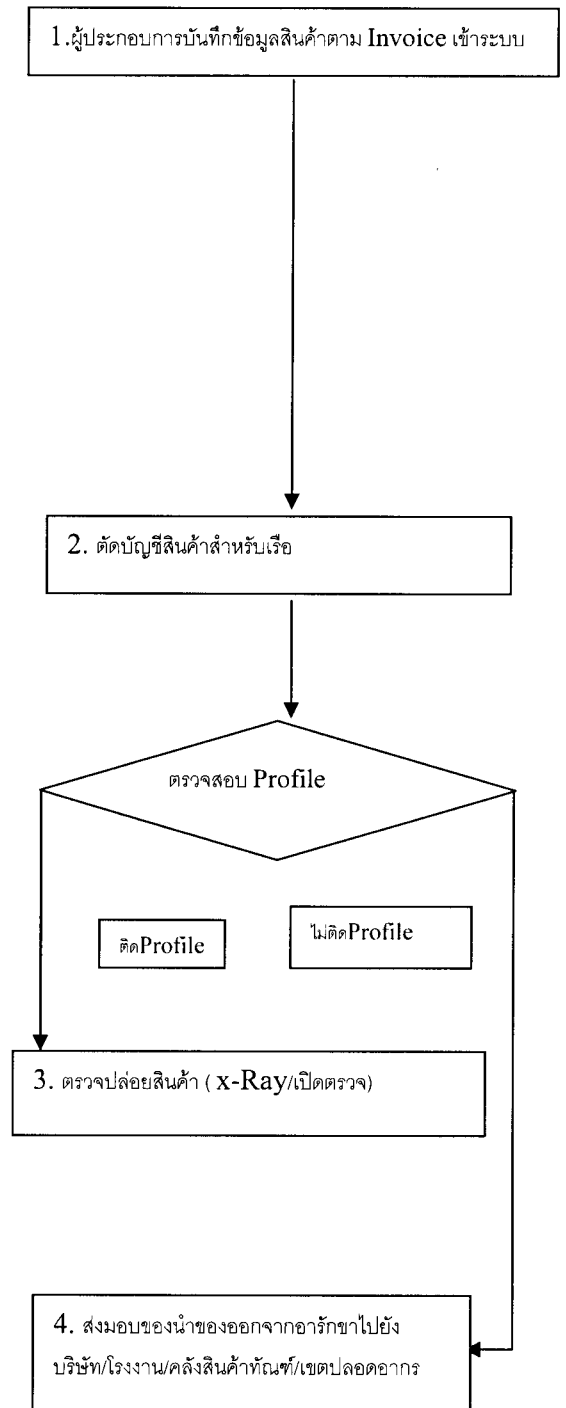 1.ผู้ประกอบการบันทึกข้อมูลสินค้าตาม Invoice เข้าระบบ
2. ตัดบัญชีสินค้าสำหรับเรือ
ตรวจสอบ Profile
ติดProfile
ไม่ติดProfile
3. ตรวจปล่อยสินค้า ( x-Ray/เปิดตรวจ)
4. ส่งมอบของนำของออกจากอารักขาไปยัง
บริษัท/โรงงาน/คลังสินค้าทัณฑ์/เขตปลอดอากร